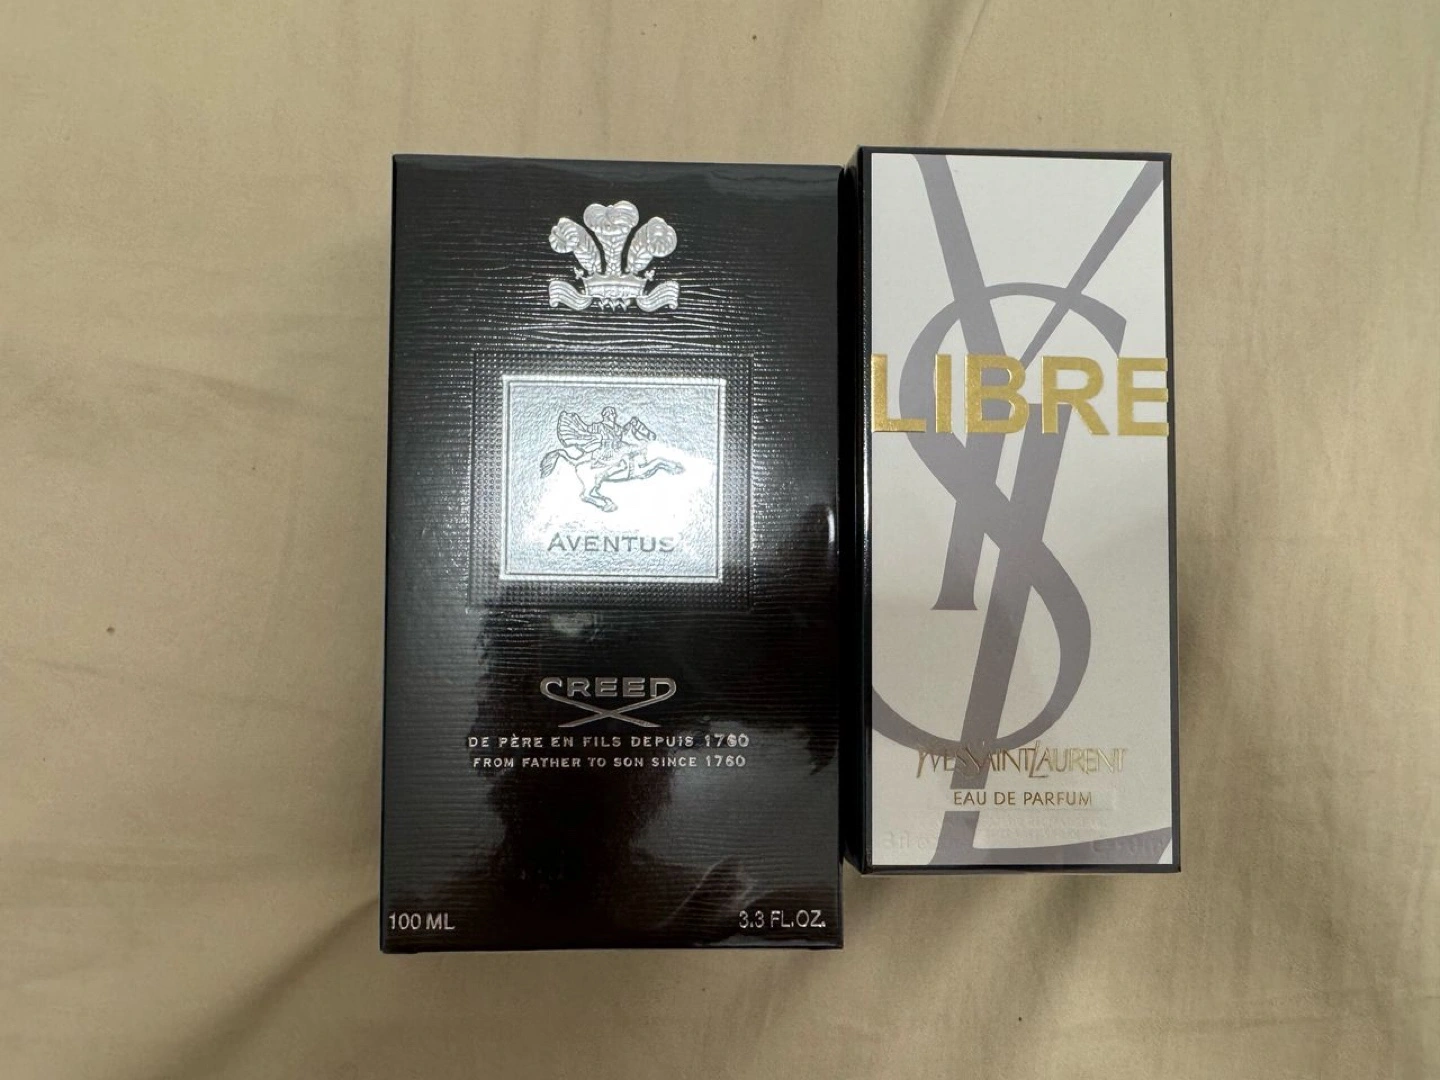 AVENTUS
CREED
DE PÈRE EN FILS DEPUIS 1760
FROM FATHER TO SON SINCE 1760
100 ML 3.3 FL.OZ.
YSL
LIBRE
YVESSAINTLAURENT
EAU DE PARFUM